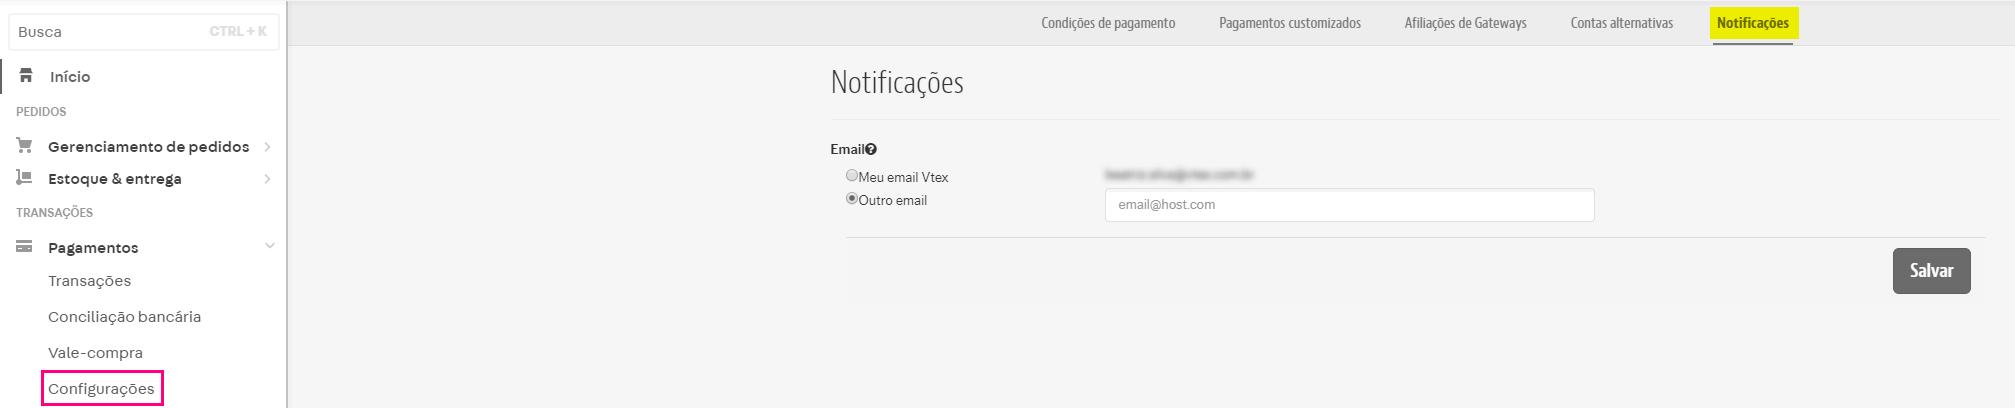 Busca CTRL + K
Início
PEDIDOS
Gerenciamento de pedidos
Estoque & entrega
TRANSAÇÕES
Pagamentos
Transações
Conciliação bancária
Vale-compra
Configurações
Condições de pagamento Pagamentos customizados Afiliações de Gateways Contas alternativas Notificações
Notificações
Email
Meu email Vtex
Outro email email@host.com
Salvar